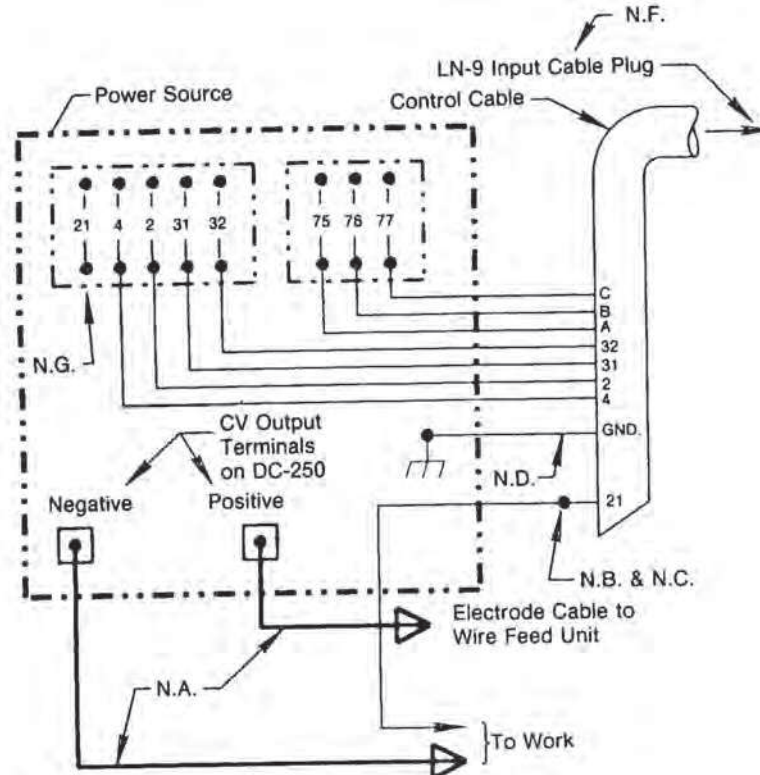 N.F.
LN-9 Input Cable Plug
Power Source
Control Cable
21 4 2 31 32
75 76 77
C
B
A
32
31
2
4
N.G.
CV Output
Terminals
on DC-250
GND.
N.D.
Negative
Positive
21
N.B. & N.C.
Electrode Cable to
Wire Feed Unit
N.A.
To Work